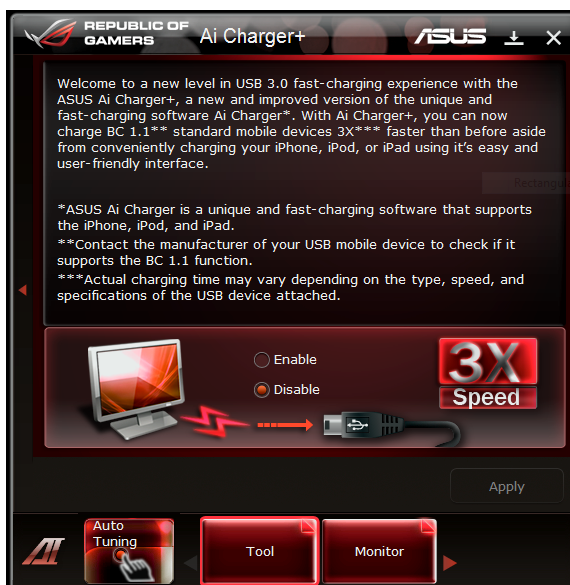 REPUBLIC OF
GAMERS
Ai Charger+
ASUS
Welcome to a new level in USB 3.0 fast-charging experience with the
ASUS Ai Charger+, a new and improved version of the unique and
fast-charging software Ai Charger*. With Ai Charger+, you can now
charge BC 1.1** standard mobile devices 3X*** faster than before aside
from conveniently charging your iPhone, iPod, or iPad using it's easy and
user-friendly interface.
*ASUS Ai Charger is a unique and fast-charging software that supports
the iPhone, iPod, and iPad.
**Contact the manufacturer of your USB mobile device to check if it
supports the BC 1.1 function.
***Actual charging time may vary depending on the type, speed, and
specifications of the USB device attached.
Enable
Disable
3X
Speed
Apply
AI
Auto
Tuning
Tool
Monitor